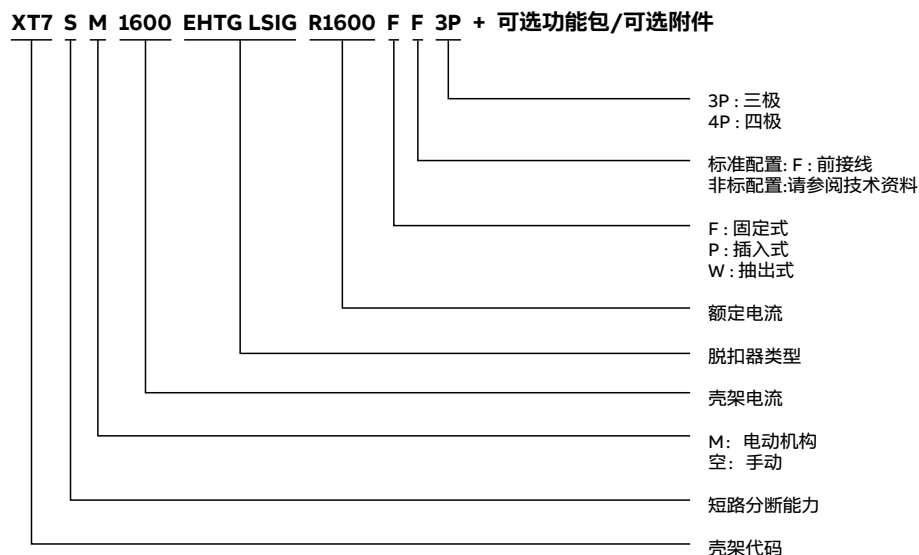 XT7 S M 1600 EHTG LSIG R1600 F F 3P + 可选功能包/可选附件
3P : 三极
4P : 四极
标准配置: F : 前接线
非标配置:请参阅技术资料
F : 固定式
P : 插入式
W : 抽出式
额定电流
脱扣器类型
壳架电流
M： 电动机构
空： 手动
短路分断能力
壳架代码